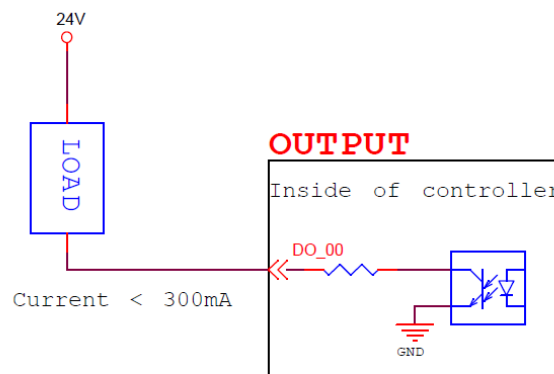 24V
LOAD
OUTPUT
Inside of controller
DO_00
Current < 300mA
GND